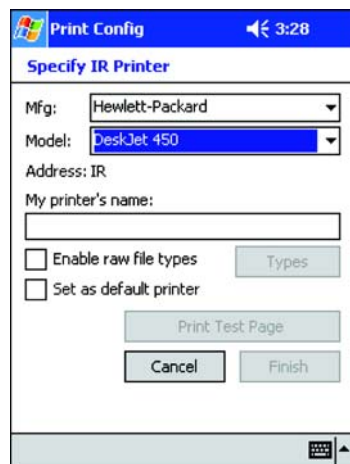 Print Config 3:28
Specify IR Printer
Mfg: Hewlett-Packard
Model: DeskJet 450
Address: IR
My printer's name:
Enable raw file types Types
Set as default printer
Print Test Page
Cancel Finish